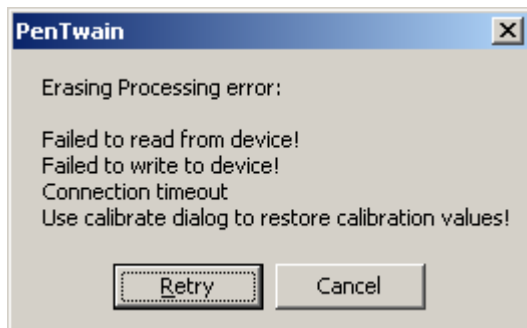 PenTwain
Erasing Processing error:
Failed to read from device!
Failed to write to device!
Connection timeout
Use calibrate dialog to restore calibration values!
Retry
Cancel